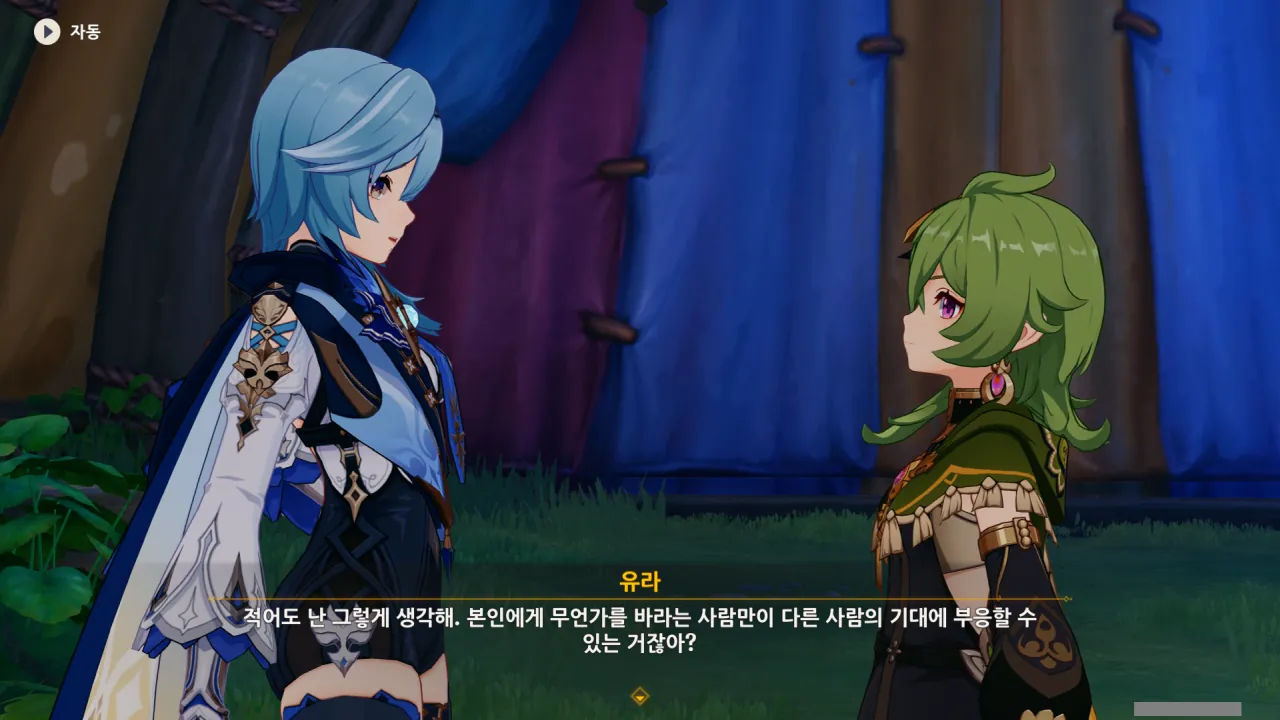 자동
유라
적어도 난 그렇게 생각해. 본인에게 무언가를 바라는 사람만이 다른 사람의 기대에 부응할 수
있는 거잖아?